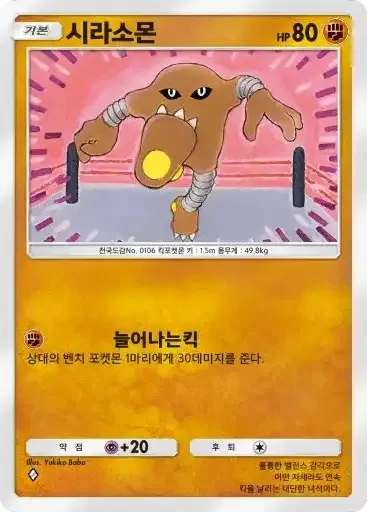 기본 시라소몬 HP 80
전국도감No. 0106 킥포켓몬 키 : 1.5m 몸무게 : 49.8kg
늘어나는킥
상대의 벤치 포켓몬 1마리에게 30데미지를 준다.
약 점 +20 후 퇴
Illus. Yukiko Baba
훌륭한 밸런스 감각으로
어떤 자세라도 연속
킥을 날리는 대단한 녀석이다.